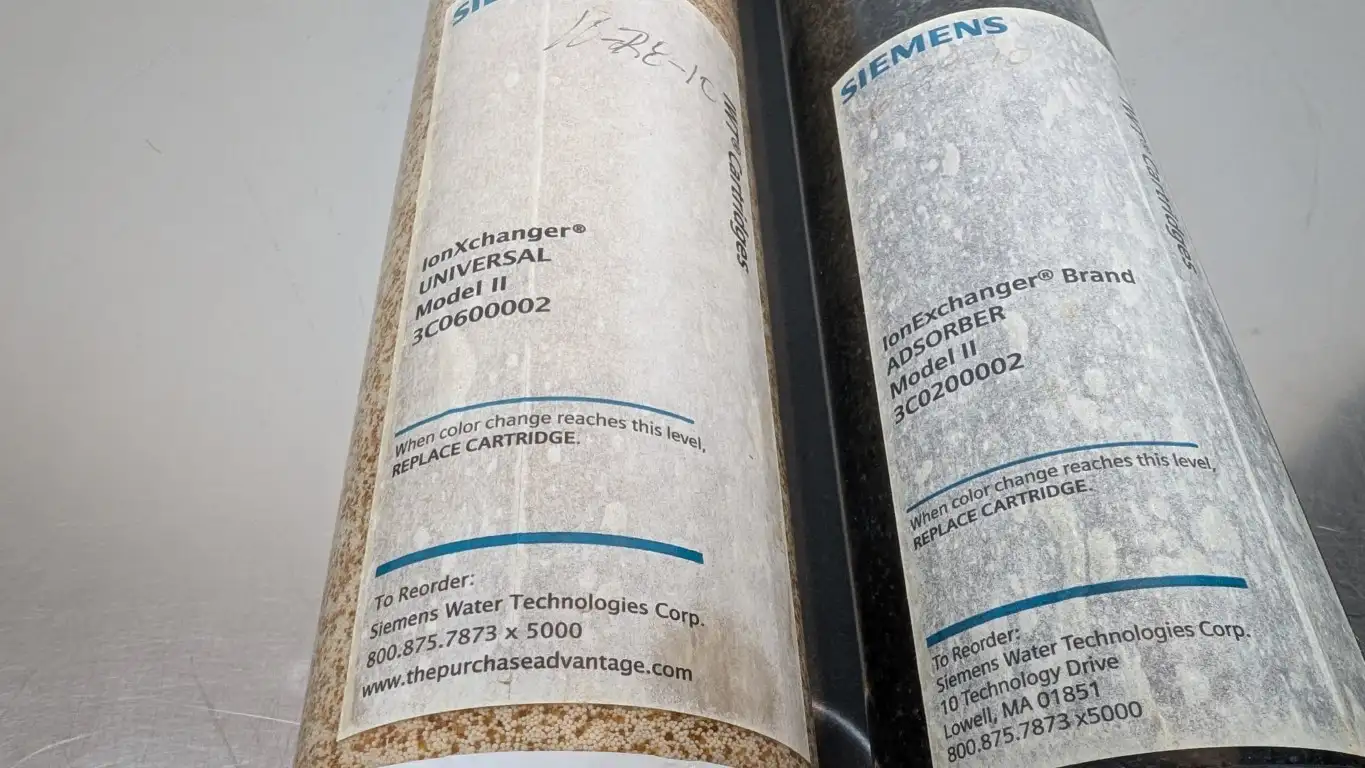 SIEMENS
IonXchanger®
UNIVERSAL
Model II
3C0600002
When color change reaches this level,
REPLACE CARTRIDGE.
To Reorder:
Siemens Water Technologies Corp.
800.875.7873 x 5000
www.thepurchaseadvantage.com
Cartridges
SIEMENS
IonExchanger® Brand
ADSORBER
Model II
3C0200002
When color change reaches this level,
REPLACE CARTRIDGE.
To Reorder:
Siemens Water Technologies Corp.
10 Technology Drive
Lowell, MA 01851
800.875.7873 x5000
Cartridges